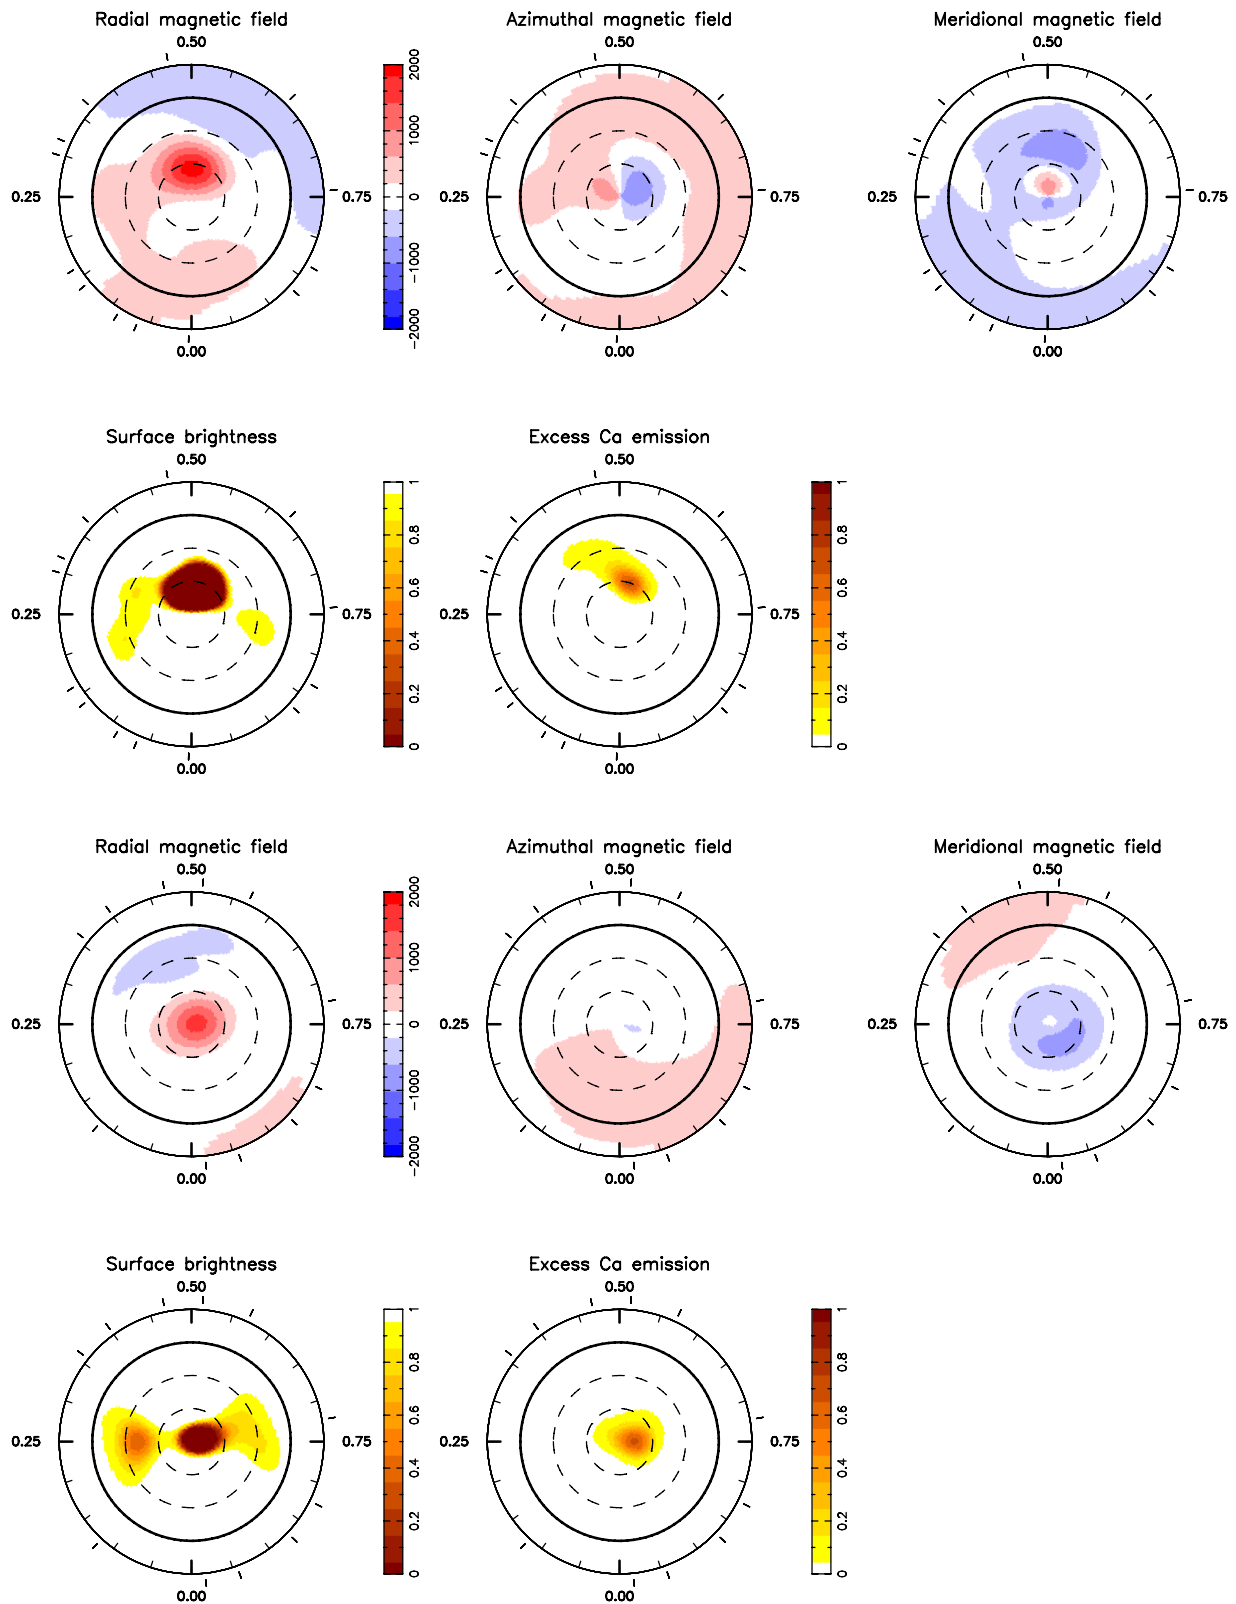 Radial magnetic field Azimuthal magnetic field Meridional magnetic field
0.50 0.50 0.50
0.25 0.75 0.25 0.75 0.25 0.75
2000
1000
0
−1000
−2000
0.00 0.00 0.00
Surface brightness Excess Ca emission
0.50 0.50
0.25 0.75 0.25 0.75
1 1
0.8 0.8
0.6 0.6
0.4 0.4
0.2 0.2
0 0
0.00 0.00
Radial magnetic field Azimuthal magnetic field Meridional magnetic field
0.50 0.50 0.50
0.25 0.75 0.25 0.75 0.25 0.75
2000
1000
0
−1000
−2000
0.00 0.00 0.00
Surface brightness Excess Ca emission
0.50 0.50
0.25 0.75 0.25 0.75
1 1
0.8 0.8
0.6 0.6
0.4 0.4
0.2 0.2
0 0
0.00 0.00